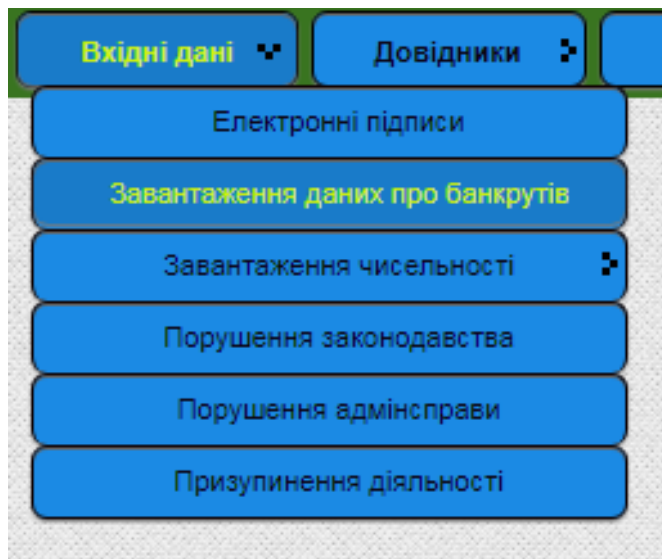 Вхідні дані
Довідники
Електронні підписи
Завантаження даних про банкрутів
Завантаження чисельності
Порушення законодавства
Порушення адмінсправи
Призупинення діяльності